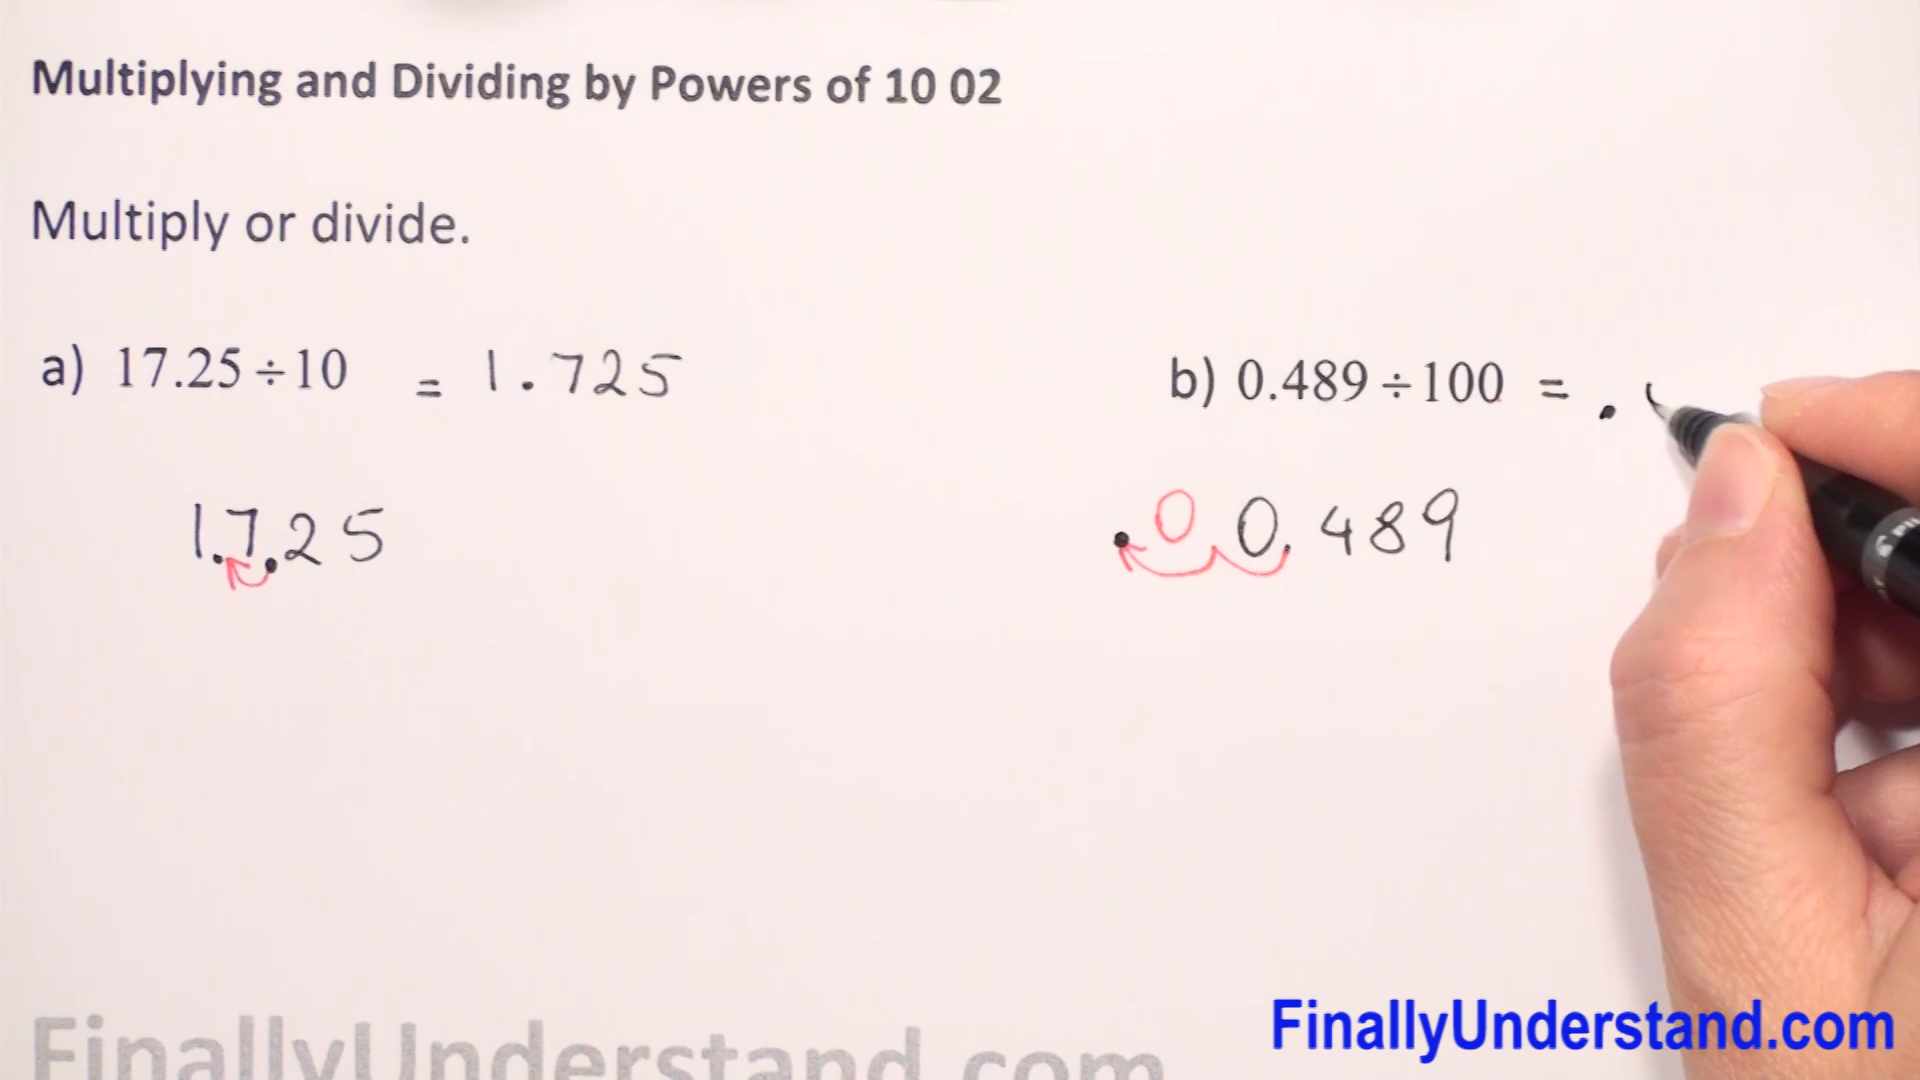 Multiplying and Dividing by Powers of 10 02
Multiply or divide.
a) 17.25 ÷ 10 = 1.725
b) 0.489 ÷ 100 = .
1.7.25
.0 0.489
FinallyUnderstand.com
FinallyUnderstand.com